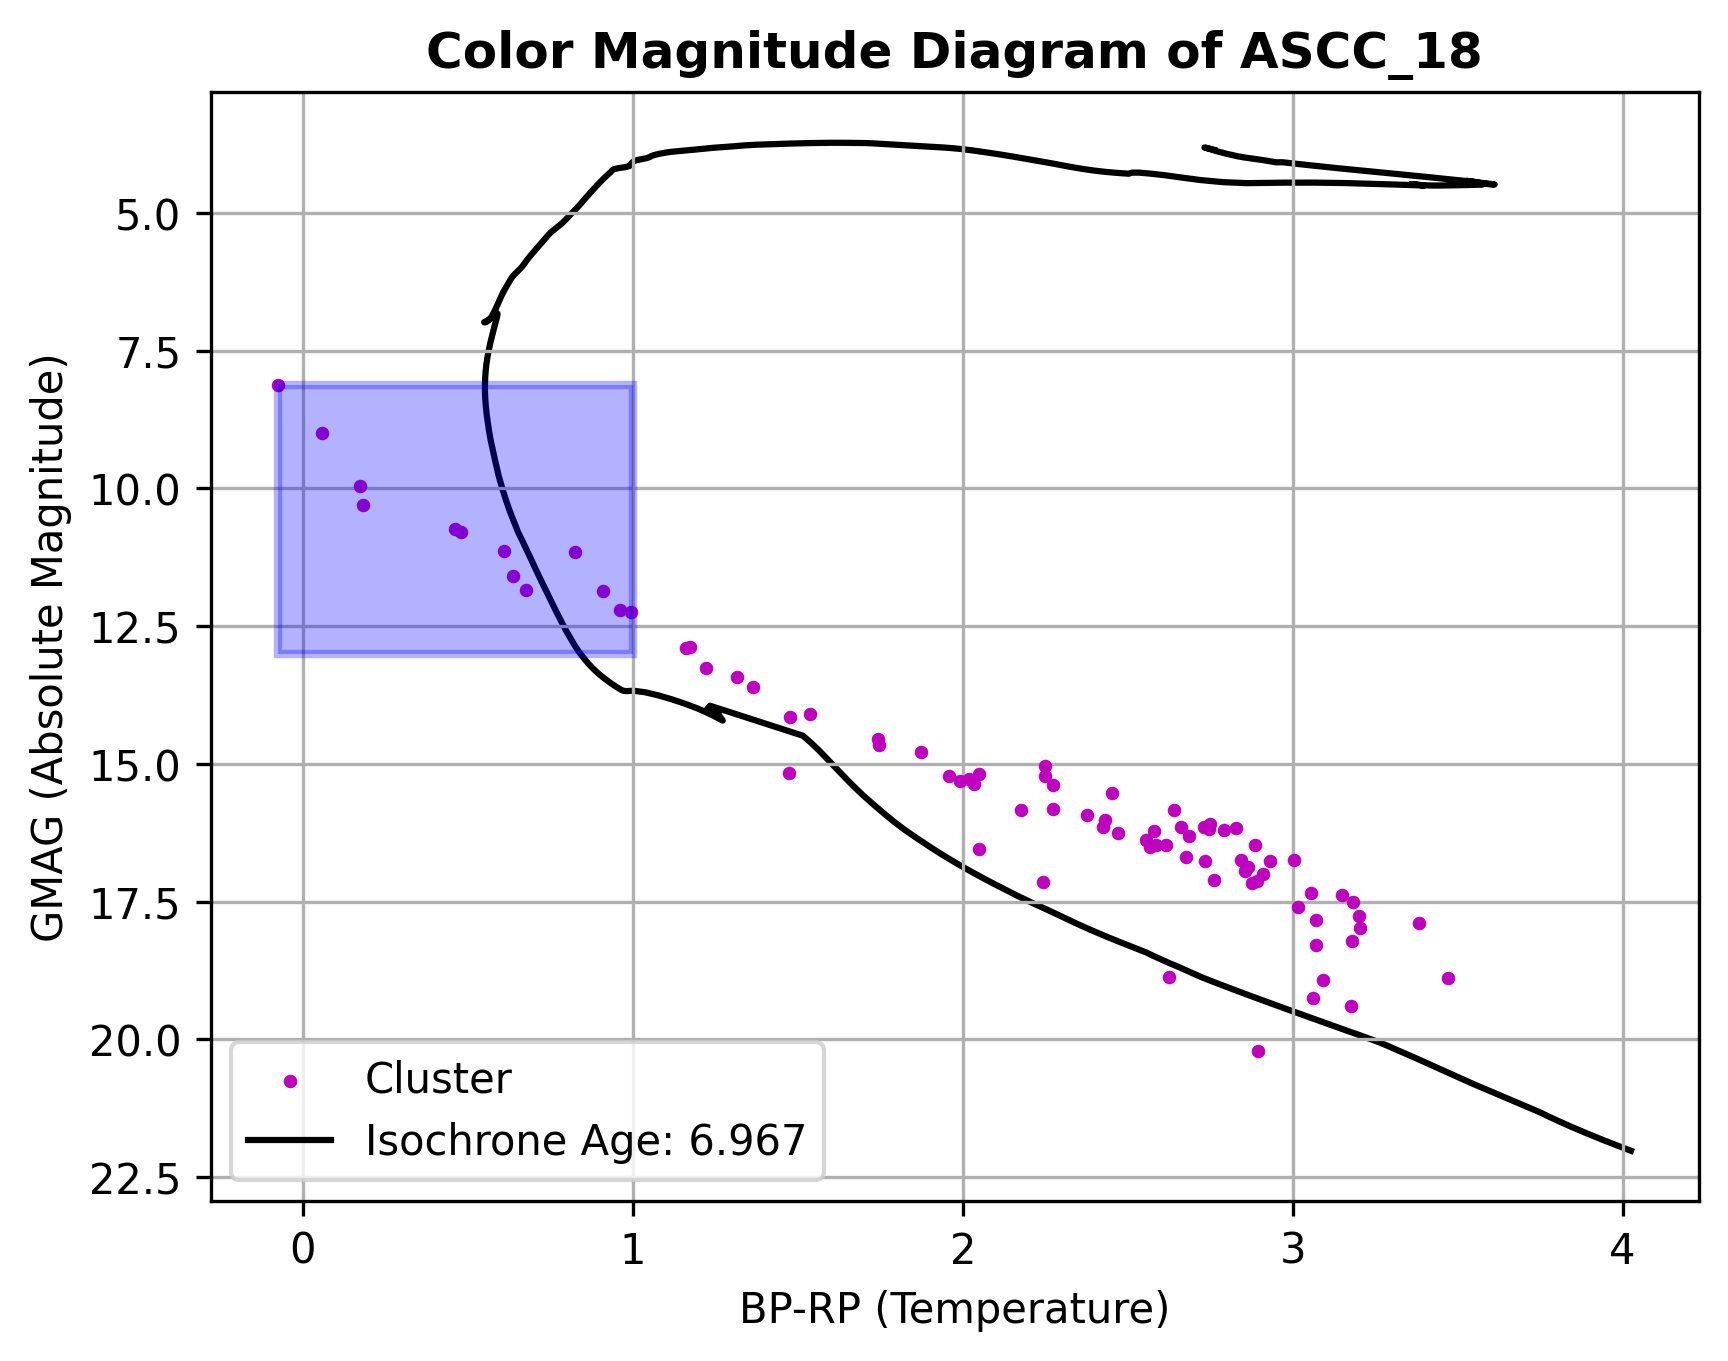 Color Magnitude Diagram of ASCC_18
GMAG (Absolute Magnitude)
5.0
7.5
10.0
12.5
15.0
17.5
20.0
22.5
Cluster
Isochrone Age: 6.967
0 1 2 3 4
BP-RP (Temperature)